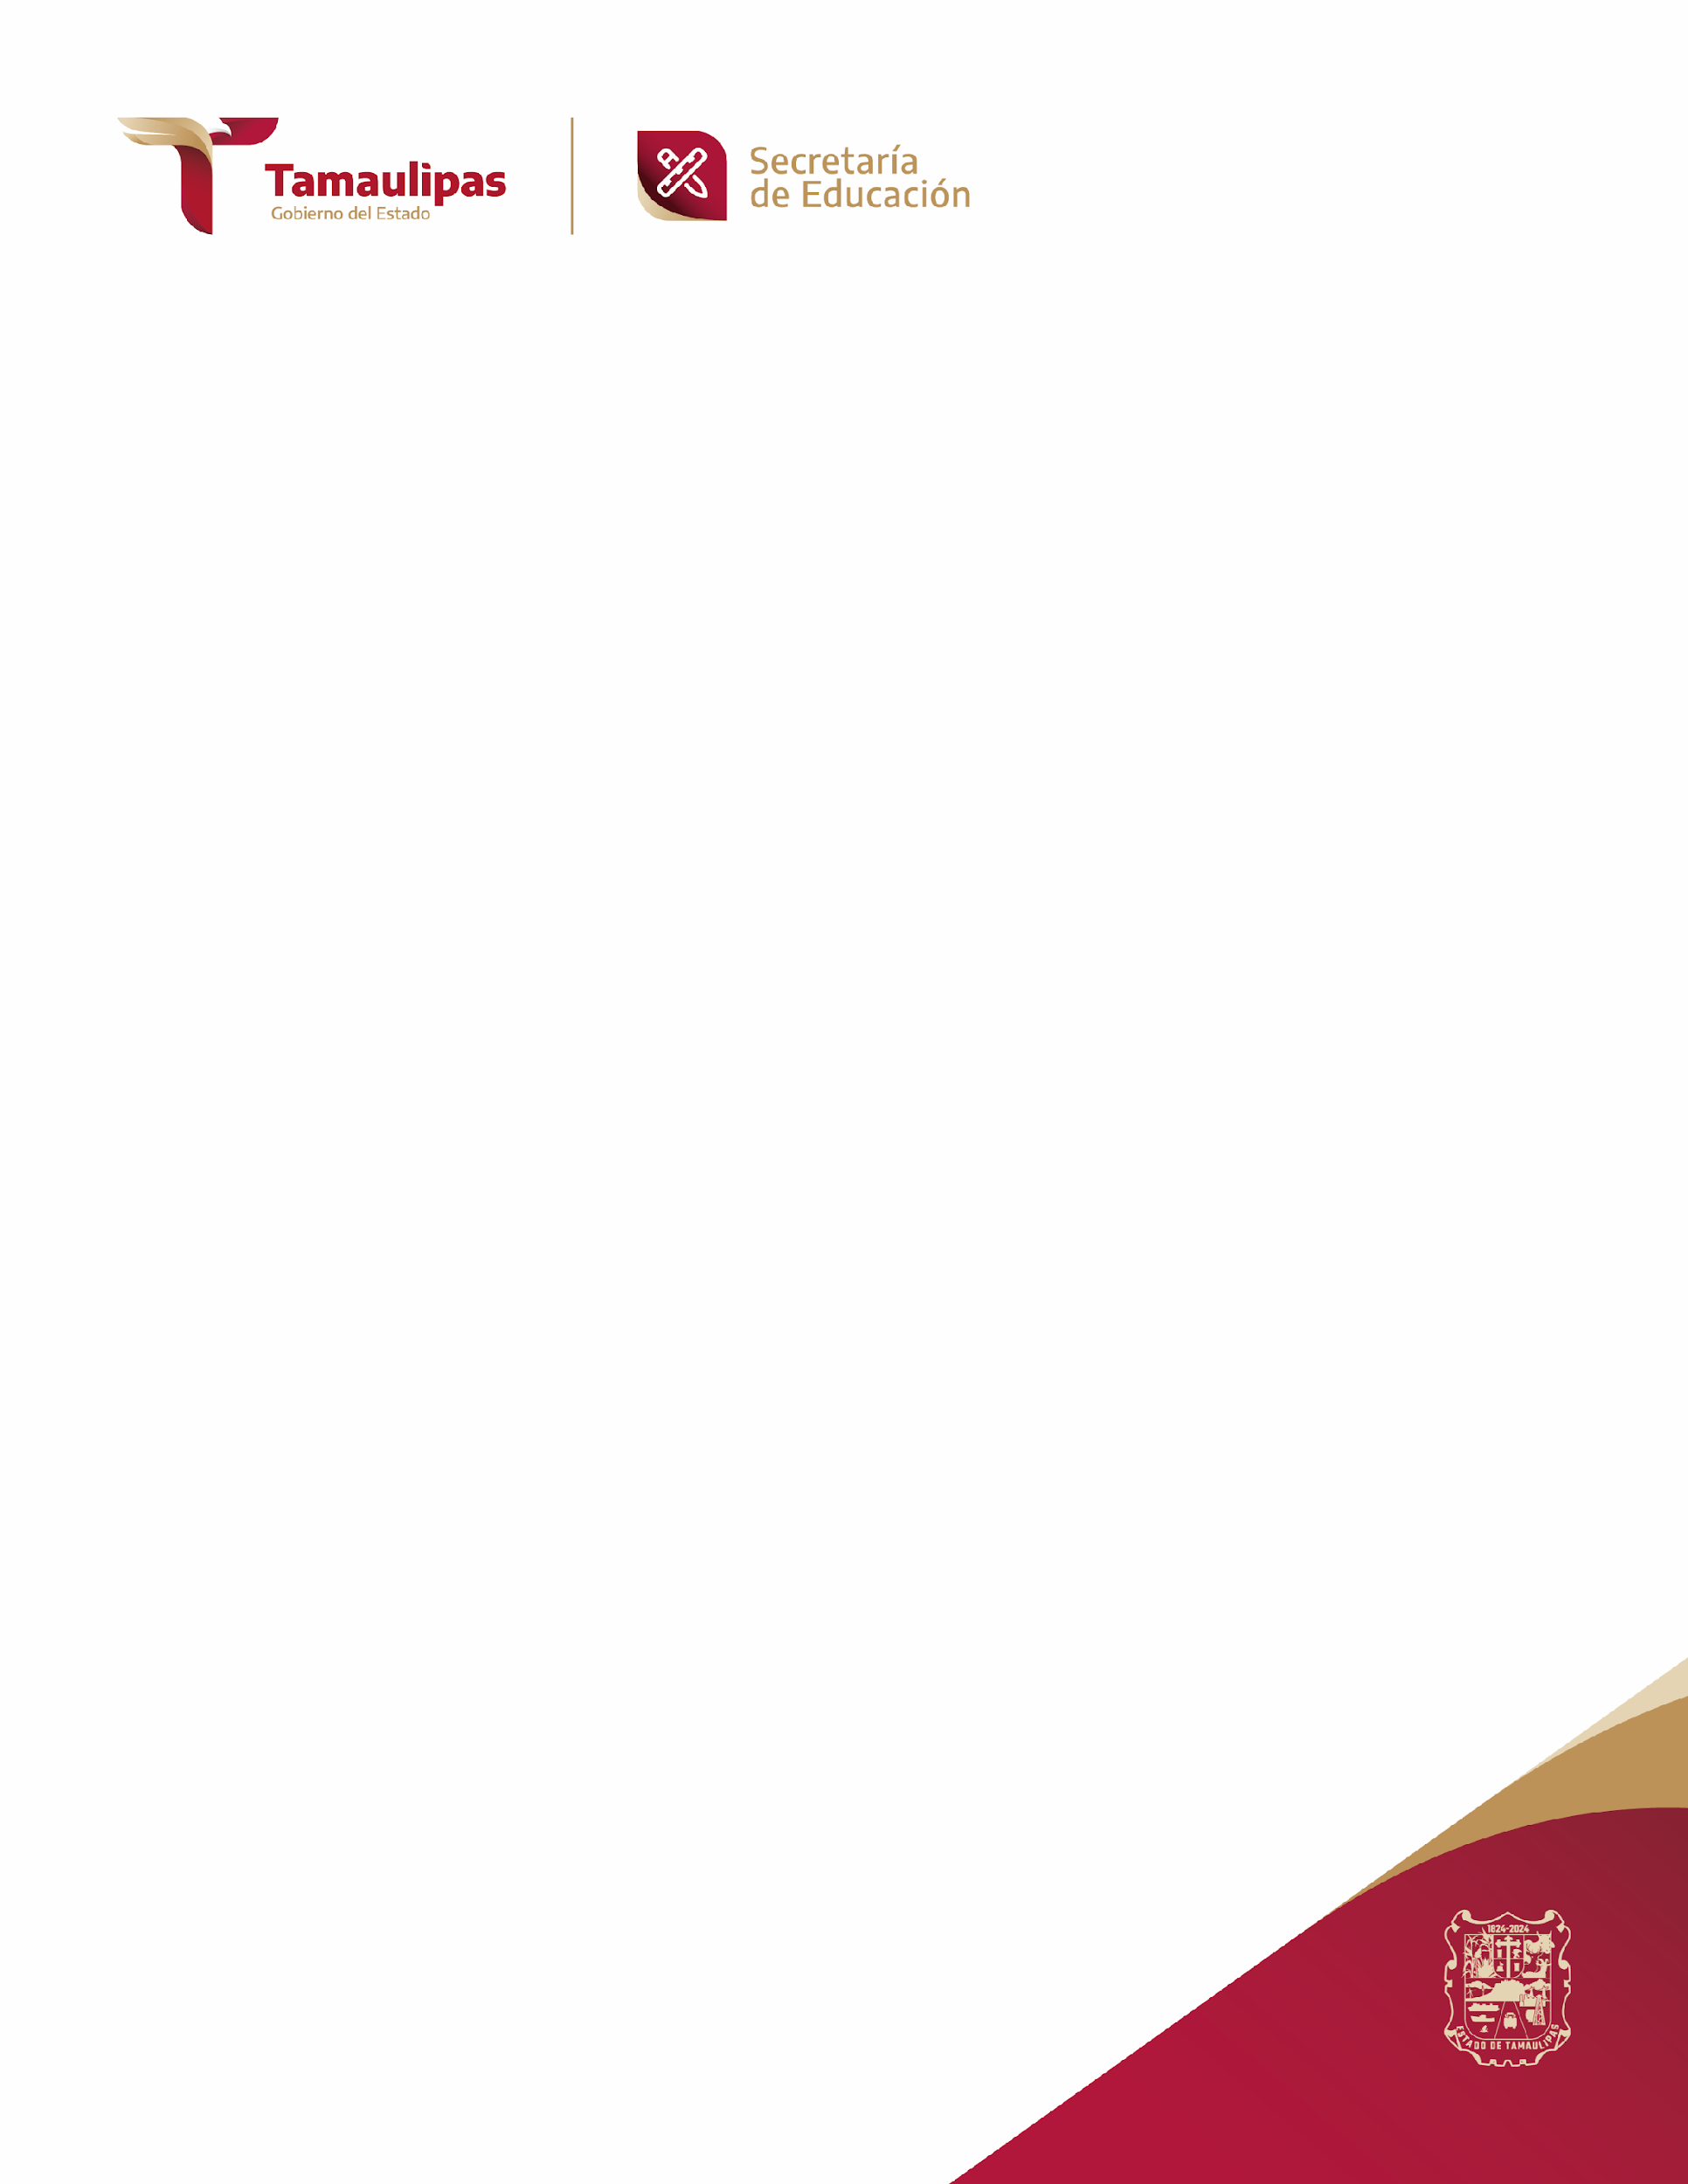 Tamaulipas
Gobierno del Estado
Secretaría
de Educación
1824-2024
ESTADO DE TAMAULIPAS